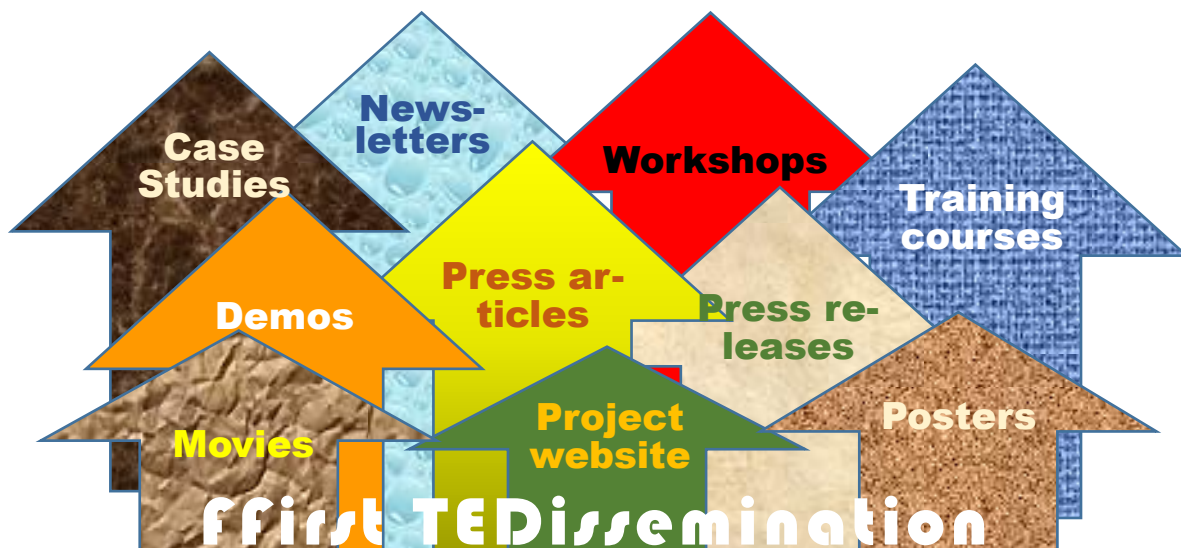 News-
letters
Case
Studies
Workshops
Training
courses
Press ar-
ticles
Demos
Press re-
leases
Project
website
Posters
Movies
FFirst TEDissemination